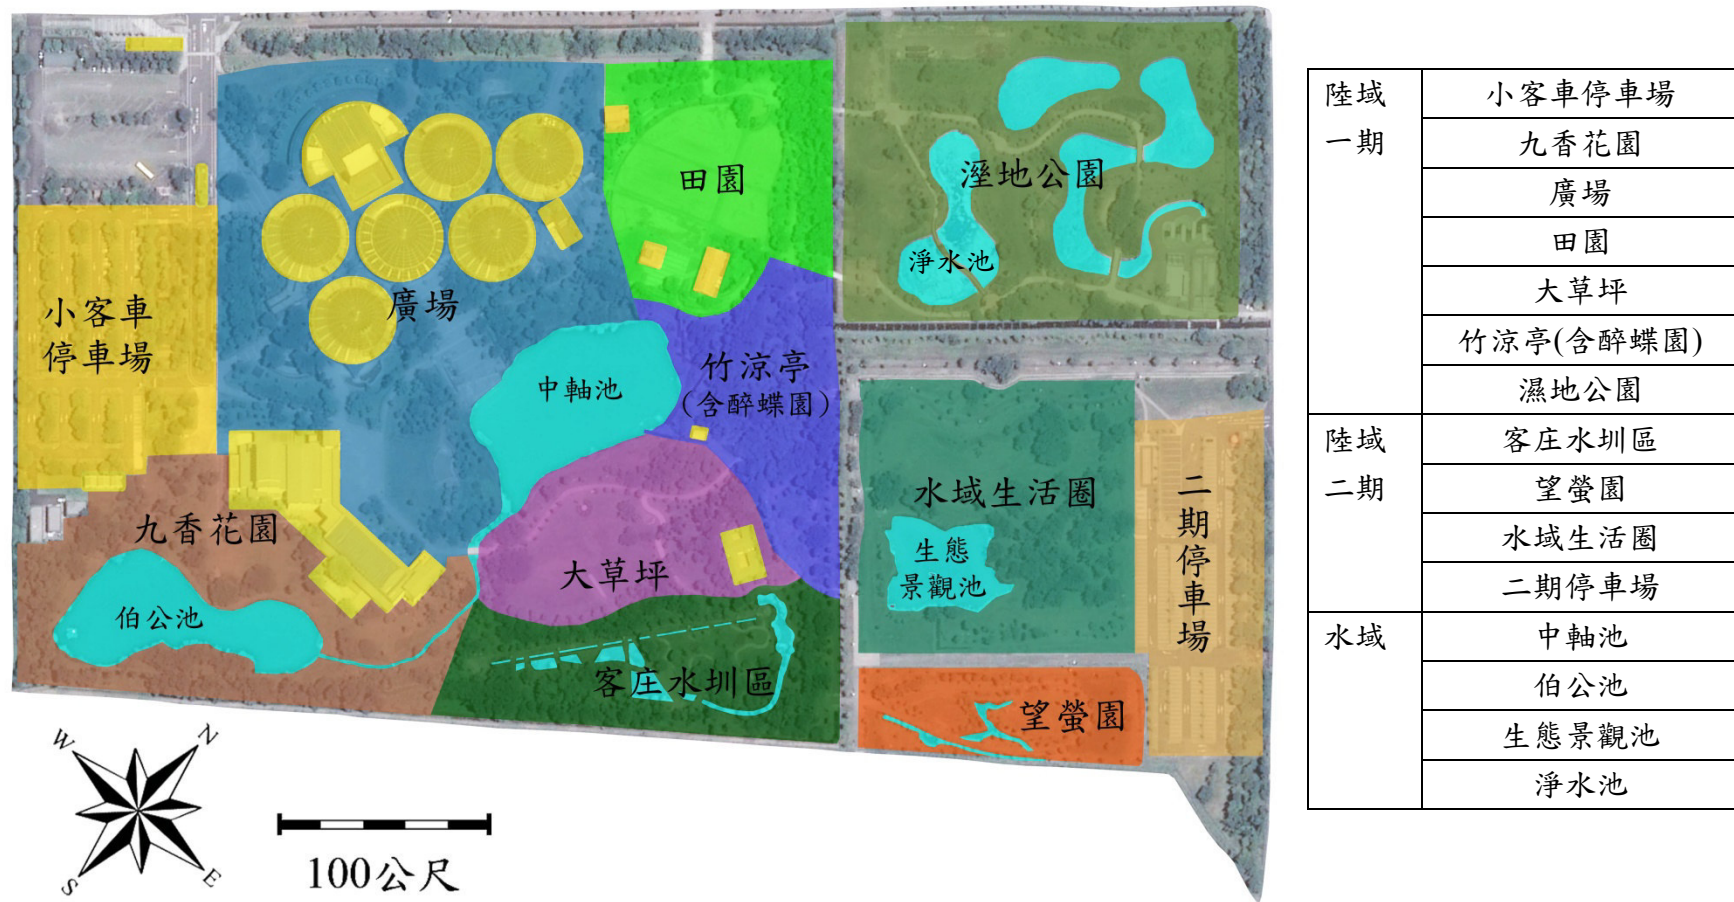 田園
溼地公園
淨水池
小客車
停車場
廣場
中軸池
竹涼亭
(含醉蝶園)
水域生活圈
二期停車場
九香花園
大草坪
生態
景觀池
伯公池
客庄水圳區
望螢園
W
N
S
E
100公尺
陸域
一期
小客車停車場
九香花園
廣場
田園
大草坪
竹涼亭(含醉蝶園)
濕地公園
陸域
二期
客庄水圳區
望螢園
水域生活圈
二期停車場
水域
中軸池
伯公池
生態景觀池
淨水池